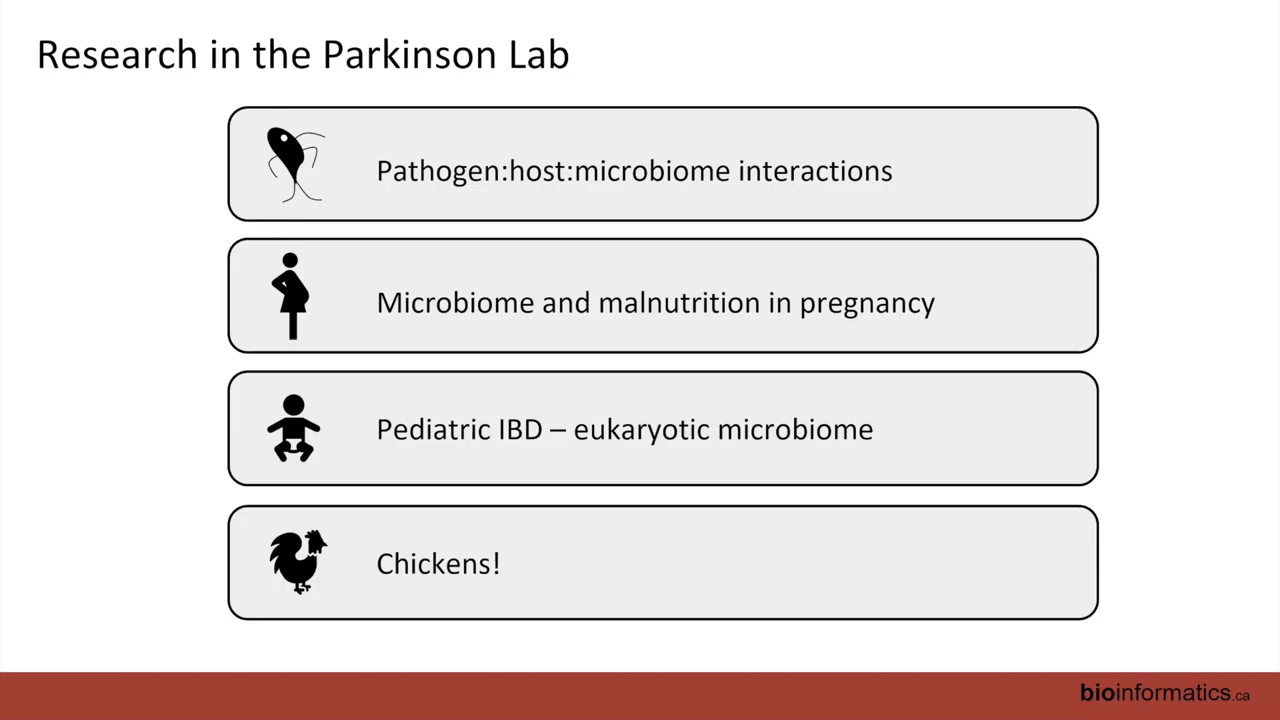 Research in the Parkinson Lab
Pathogen:host:microbiome interactions
Microbiome and malnutrition in pregnancy
Pediatric IBD – eukaryotic microbiome
Chickens!
bioinformatics.ca